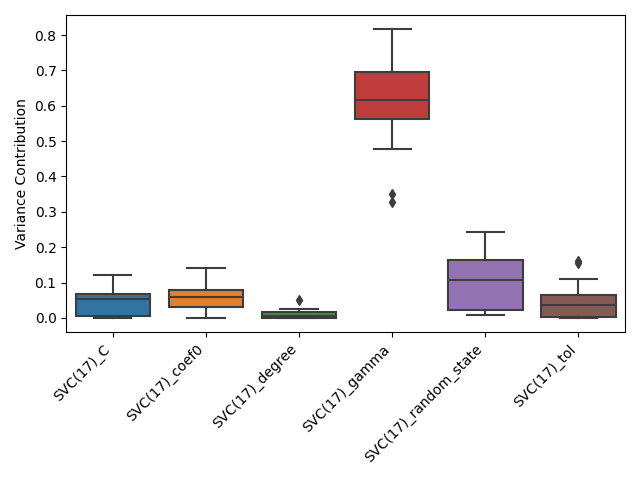 Variance Contribution
0.8
0.7
0.6
0.5
0.4
0.3
0.2
0.1
0.0
SVC(17)_C
SVC(17)_coef0
SVC(17)_degree
SVC(17)_gamma
SVC(17)_random_state
SVC(17)_tol